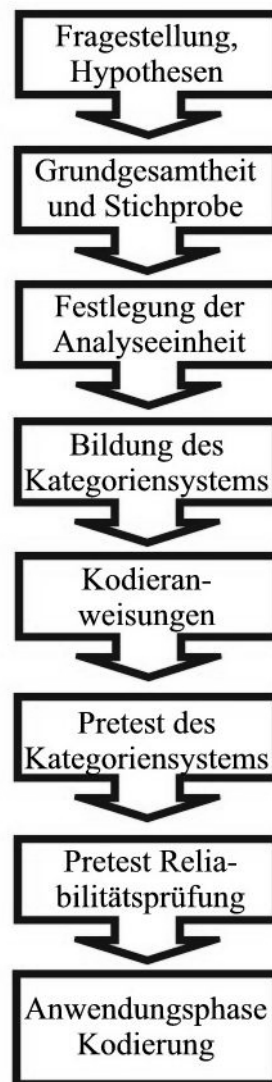 Fragestellung,
Hypothesen
Grundgesamtheit
und Stichprobe
Festlegung der
Analyseeinheit
Bildung des
Kategoriensystems
Kodieran-
weisungen
Pretest des
Kategoriensystems
Pretest Relia-
bilitätsprüfung
Anwendungsphase
Kodierung